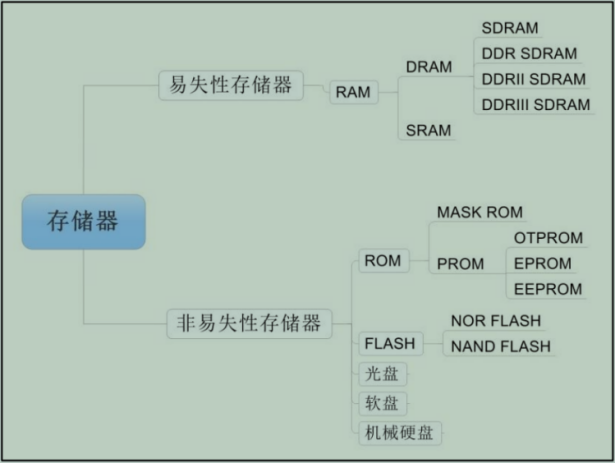 存储器
易失性存储器
RAM
DRAM
SDRAM
DDR SDRAM
DDRII SDRAM
DDRIII SDRAM
SRAM
非易失性存储器
ROM
MASK ROM
PROM
OTPROM
EPROM
EEPROM
FLASH
NOR FLASH
NAND FLASH
光盘
软盘
机械硬盘